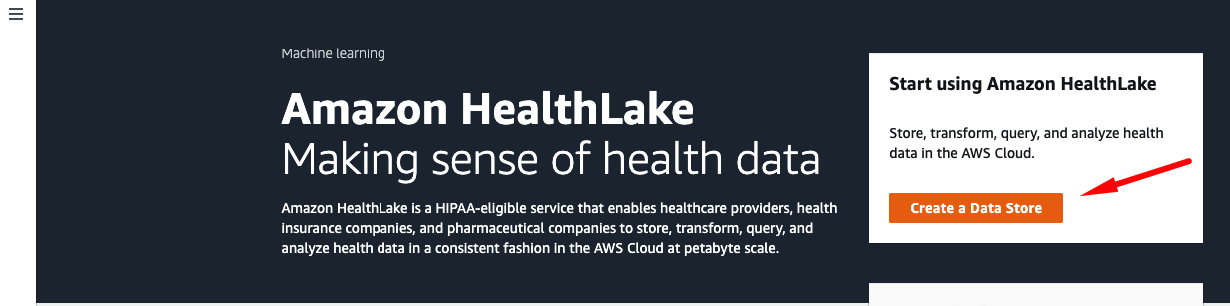 Machine learning
Amazon HealthLake
Making sense of health data
Amazon HealthLake is a HIPAA-eligible service that enables healthcare providers, health
insurance companies, and pharmaceutical companies to store, transform, query, and
analyze health data in a consistent fashion in the AWS Cloud at petabyte scale.
Start using Amazon HealthLake
Store, transform, query, and analyze health
data in the AWS Cloud.
Create a Data Store